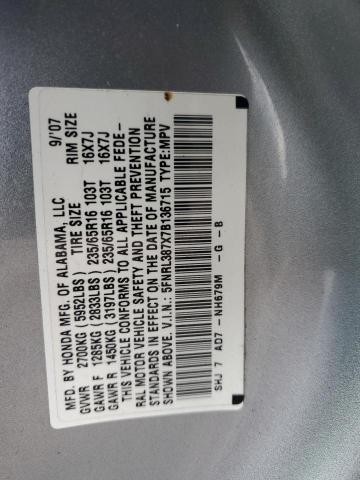 MFD. BY HONDA MFG. OF ALABAMA, LLC 9/'07
TIRE SIZE RIM SIZE
GVWR 2700KG (5952LBS)
GAWR F 1285KG (2833LBS) 235/65R16 103T 16X7J
GAWR R 1450KG (3197LBS) 235/65R16 103T 16X7J
THIS VEHICLE CONFORMS TO ALL APPLICABLE FEDE-
RAL MOTOR VEHICLE SAFETY AND THEFT PREVENTION
STANDARDS IN EFFECT ON THE DATE OF MANUFACTURE
SHOWN ABOVE. V.I.N.: 5FNRL387X7B136715 TYPE:MPV
SHJ 7 AD7- NH679M -G -B